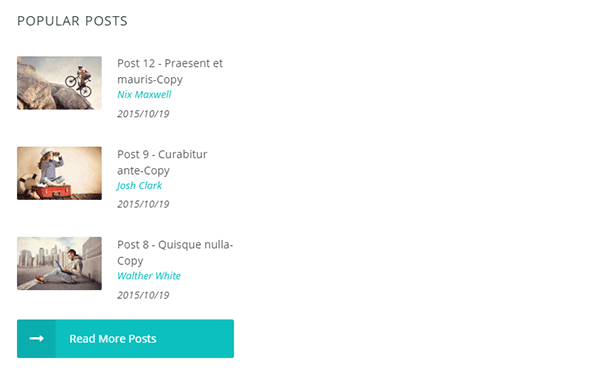 POPULAR POSTS
Post 12 - Praesent et
mauris-Copy
Nix Maxwell
2015/10/19
Post 9 - Curabitur
ante-Copy
Josh Clark
2015/10/19
Post 8 - Quisque nulla-
Copy
Walther White
2015/10/19
Read More Posts